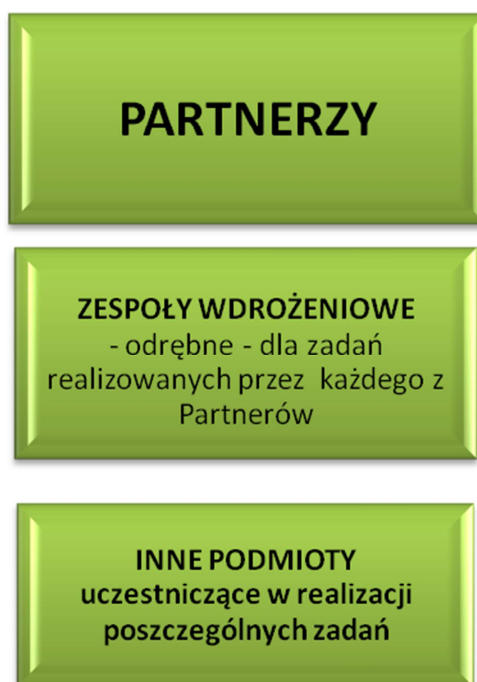 PARTNERZY
ZESPOŁY WDROŻENIOWE
- odrębne - dla zadań
realizowanych przez każdego z
Partnerów
INNE PODMIOTY
uczestniczące w realizacji
poszczególnych zadań